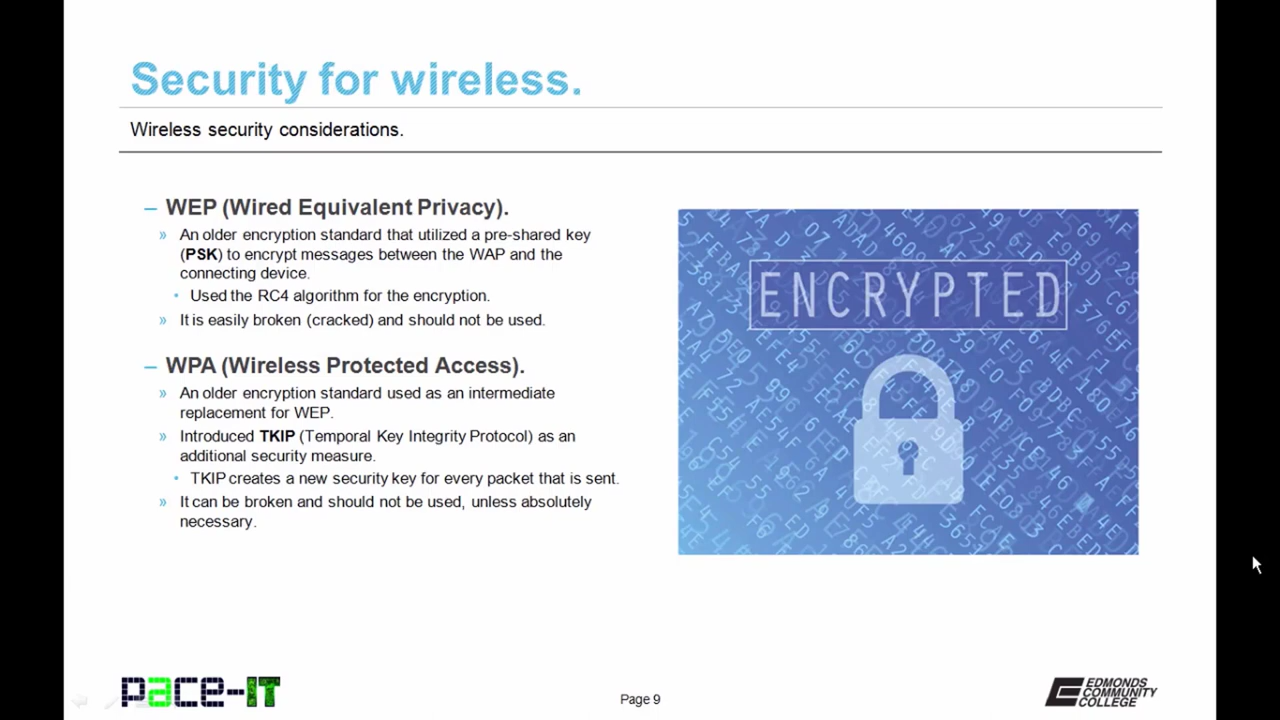 Security for wireless.
Wireless security considerations.
– WEP (Wired Equivalent Privacy).
» An older encryption standard that utilized a pre-shared key
(PSK) to encrypt messages between the WAP and the
connecting device.
• Used the RC4 algorithm for the encryption.
» It is easily broken (cracked) and should not be used.
– WPA (Wireless Protected Access).
» An older encryption standard used as an intermediate
replacement for WEP.
» Introduced TKIP (Temporal Key Integrity Protocol) as an
additional security measure.
• TKIP creates a new security key for every packet that is sent.
» It can be broken and should not be used, unless absolutely
necessary.
ENCRYPTED
pace-IT
Page 9
EDMONDS
COMMUNITY
COLLEGE